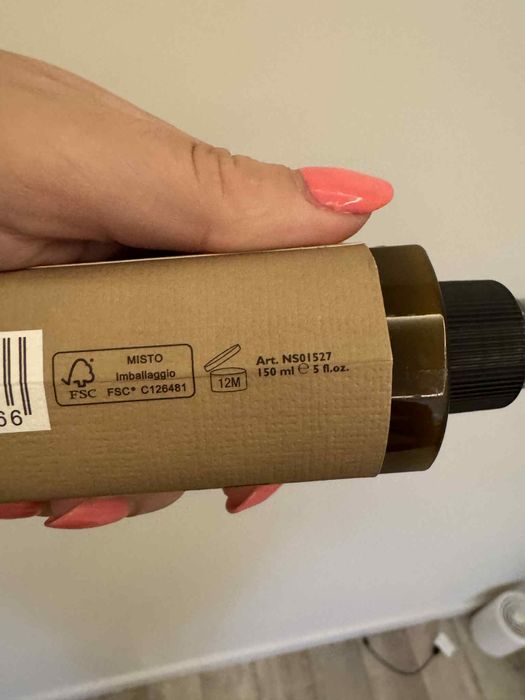 66
MISTO
Imballaggio
FSC FSC® C126481
12M
Art. NS01527
150 ml ℮ 5 fl.oz.